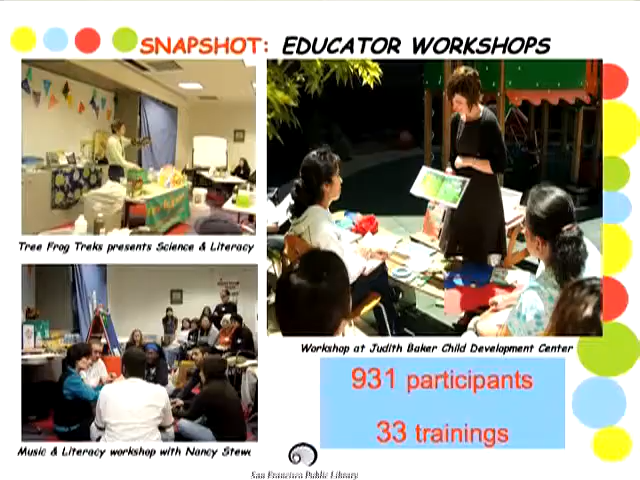 SNAPSHOT: EDUCATOR WORKSHOPS
Tree Frog Treks presents Science & Literacy
Workshop at Judith Baker Child Development Center
931 participants
33 trainings
Music & Literacy workshop with Nancy Stewa
San Francisco Public Library